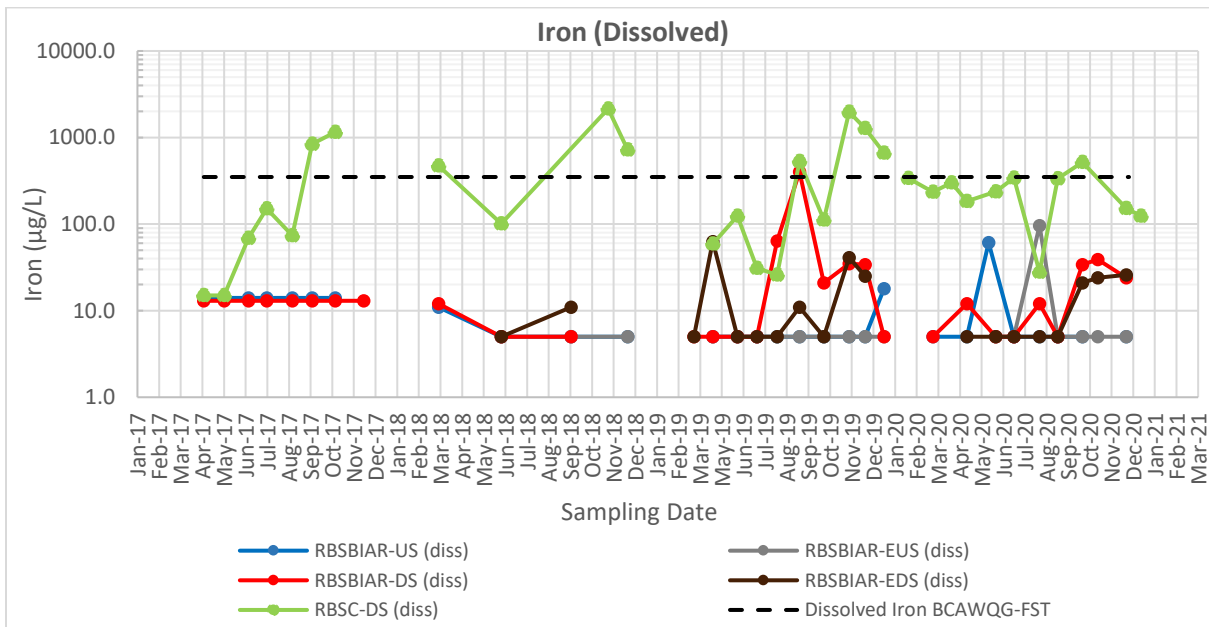 Iron (Dissolved)
10000.0
1000.0
100.0
10.0
1.0
Iron (µg/L)
Jan-17
Feb-17
Mar-17
Apr-17
May-17
Jun-17
Jul-17
Aug-17
Sep-17
Oct-17
Nov-17
Dec-17
Jan-18
Feb-18
Mar-18
Apr-18
May-18
Jun-18
Jul-18
Aug-18
Sep-18
Oct-18
Nov-18
Dec-18
Jan-19
Feb-19
Mar-19
Apr-19
May-19
Jun-19
Jul-19
Aug-19
Sep-19
Oct-19
Nov-19
Dec-19
Jan-20
Feb-20
Mar-20
Apr-20
May-20
Jun-20
Jul-20
Aug-20
Sep-20
Oct-20
Nov-20
Dec-20
Jan-21
Feb-21
Mar-21
Sampling Date
RBSBIAR-US (diss)
RBSBIAR-EUS (diss)
RBSBIAR-DS (diss)
RBSBIAR-EDS (diss)
RBSC-DS (diss)
Dissolved Iron BCAWQG-FST